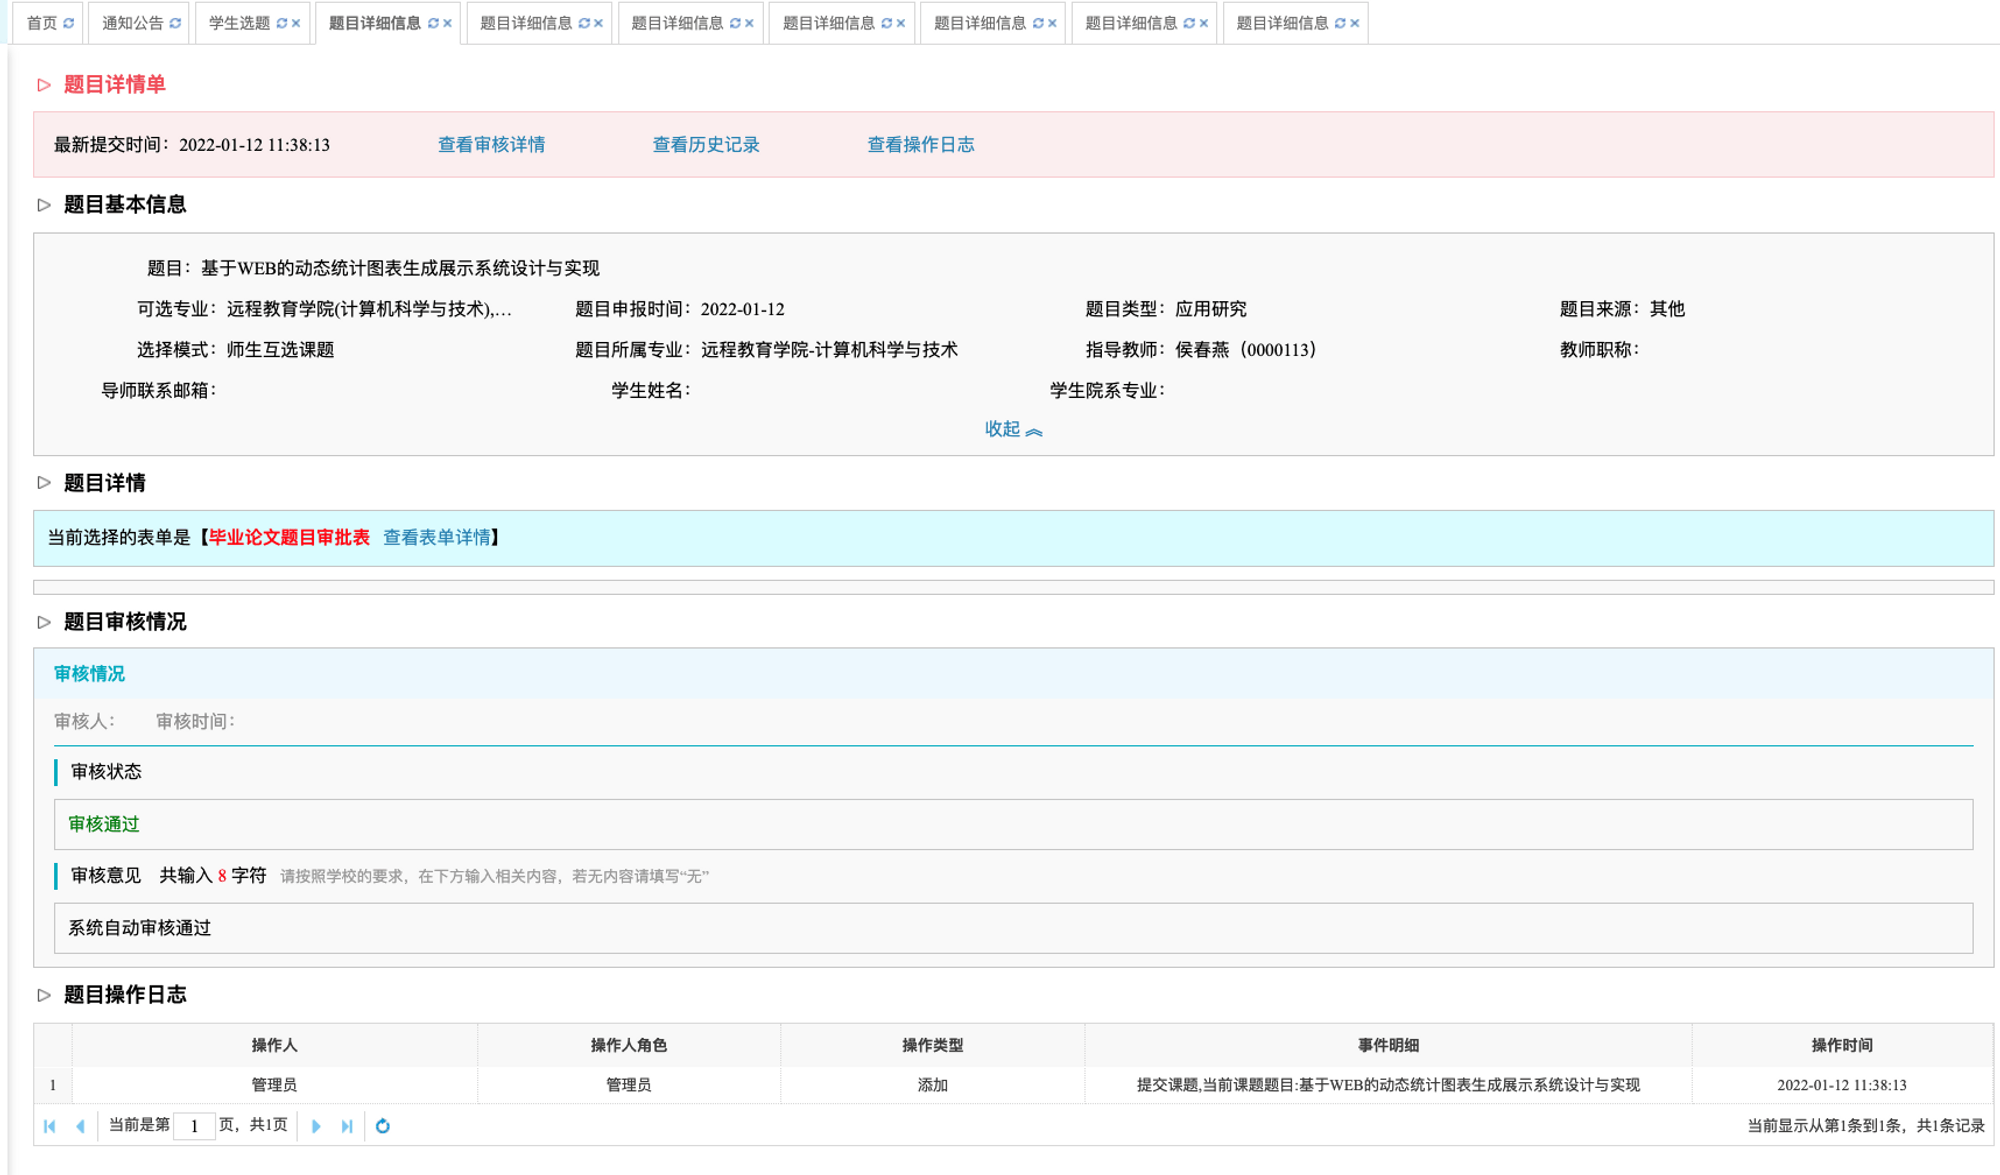 首页 通知公告 学生选题 题目详细信息 题目详细信息 题目详细信息 题目详细信息 题目详细信息 题目详细信息 题目详细信息
题目详情单
最新提交时间：2022-01-12 11:38:13 查看审核详情 查看历史记录 查看操作日志
题目基本信息
题目：基于WEB的动态统计图表生成展示系统设计与实现
可选专业：远程教育学院(计算机科学与技术),... 题目申报时间：2022-01-12 题目类型：应用研究 题目来源：其他
选择模式：师生互选课题 题目所属专业：远程教育学院-计算机科学与技术 指导教师：侯春燕（0000113） 教师职称：
导师联系邮箱： 学生姓名： 学生院系专业：
收起
题目详情
当前选择的表单是【毕业论文题目审批表 查看表单详情】
题目审核情况
审核情况
审核人： 审核时间：
审核状态
审核通过
审核意见 共输入 8 字符 请按照学校的要求，在下方输入相关内容，若无内容请填写“无”
系统自动审核通过
题目操作日志
操作人 操作人角色 操作类型 事件明细 操作时间
1 管理员 管理员 添加 提交课题,当前课题题目:基于WEB的动态统计图表生成展示系统设计与实现 2022-01-12 11:38:13
当前是第 1 页，共1页 当前显示从第1条到1条，共1条记录